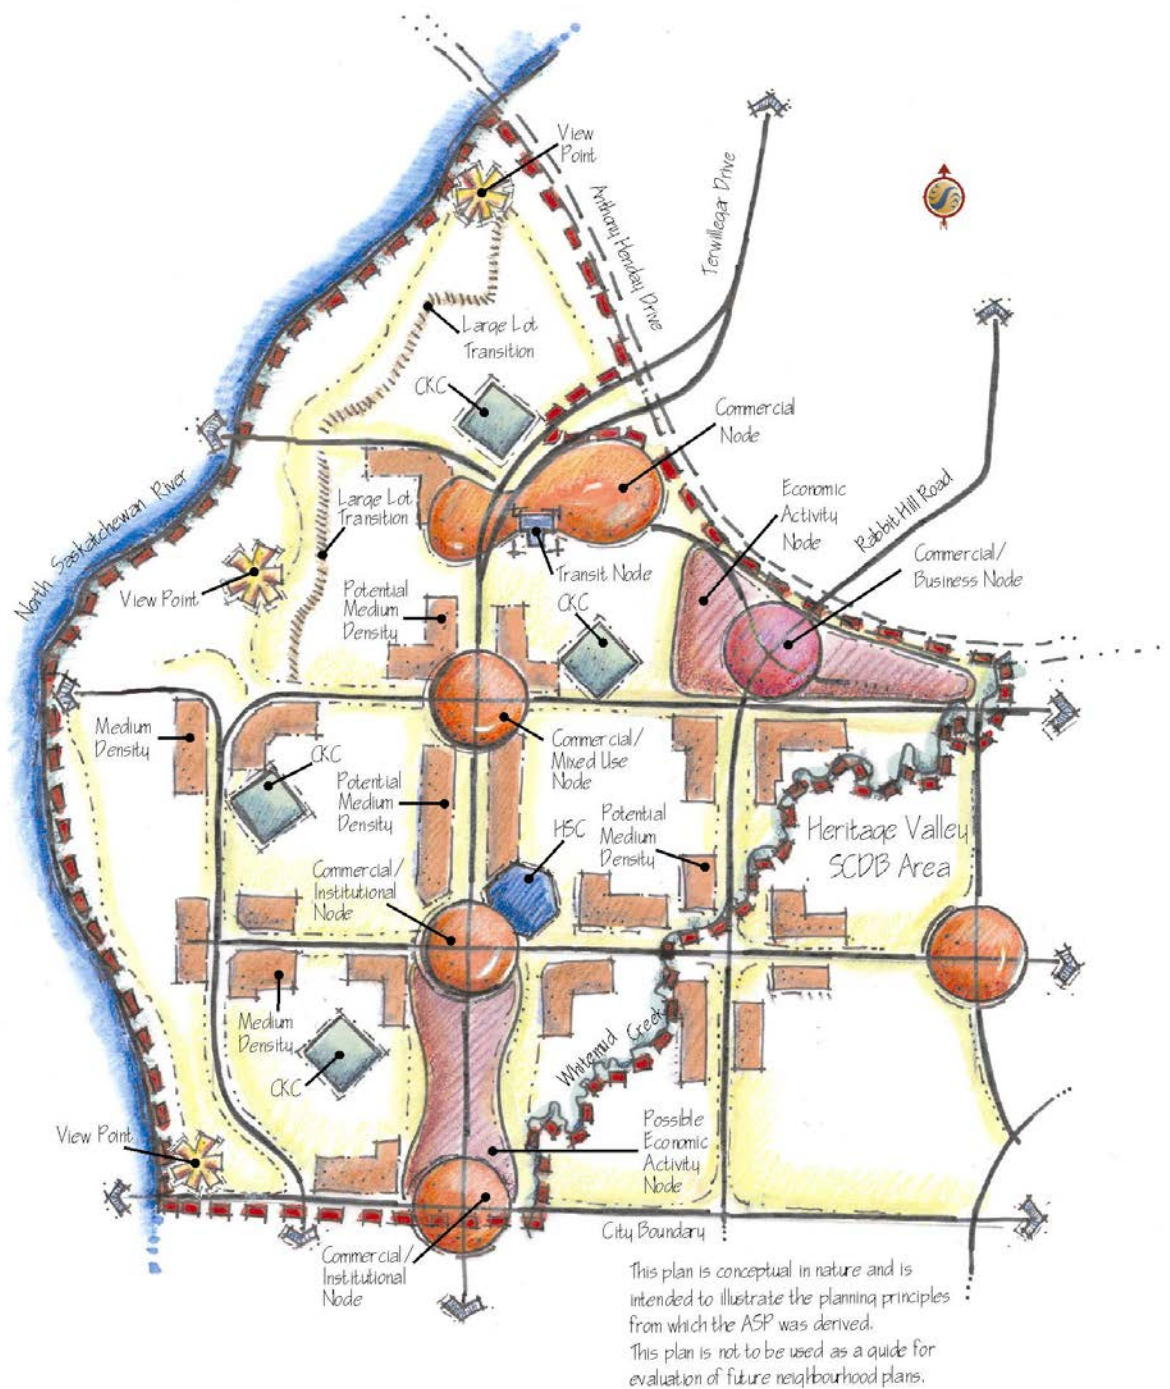 View
Point
Anthony Henday Drive
Terwillegar Drive
Large Lot
Transition
CKC
Commercial
Node
North Saskatchewan River
Large Lot
Transition
Economic
Activity
Node
Rabbit Hill Road
Commercial/
Business Node
View Point
Transit Node
Potential
Medium
Density
CKC
Medium
Density
CKC
Commercial/
Mixed Use
Node
Potential
Medium
Density
HSC
Potential
Medium
Density
Heritage Valley
SCDB Area
Commercial/
Institutional
Node
Medium
Density
CKC
Whitemud Creek
View Point
Possible
Economic
Activity
Node
City Boundary
Commercial/
Institutional
Node
This plan is conceptual in nature and is
intended to illustrate the planning principles
from which the ASP was derived.
This plan is not to be used as a guide for
evaluation of future neighbourhood plans.